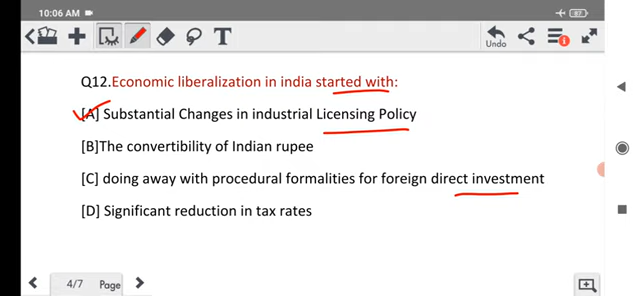 10:06 AM
87
T
Undo
Q12.Economic liberalization in india started with:
[A] Substantial Changes in industrial Licensing Policy
[B]The convertibility of Indian rupee
[C] doing away with procedural formalities for foreign direct investment
[D] Significant reduction in tax rates
4/7 Page